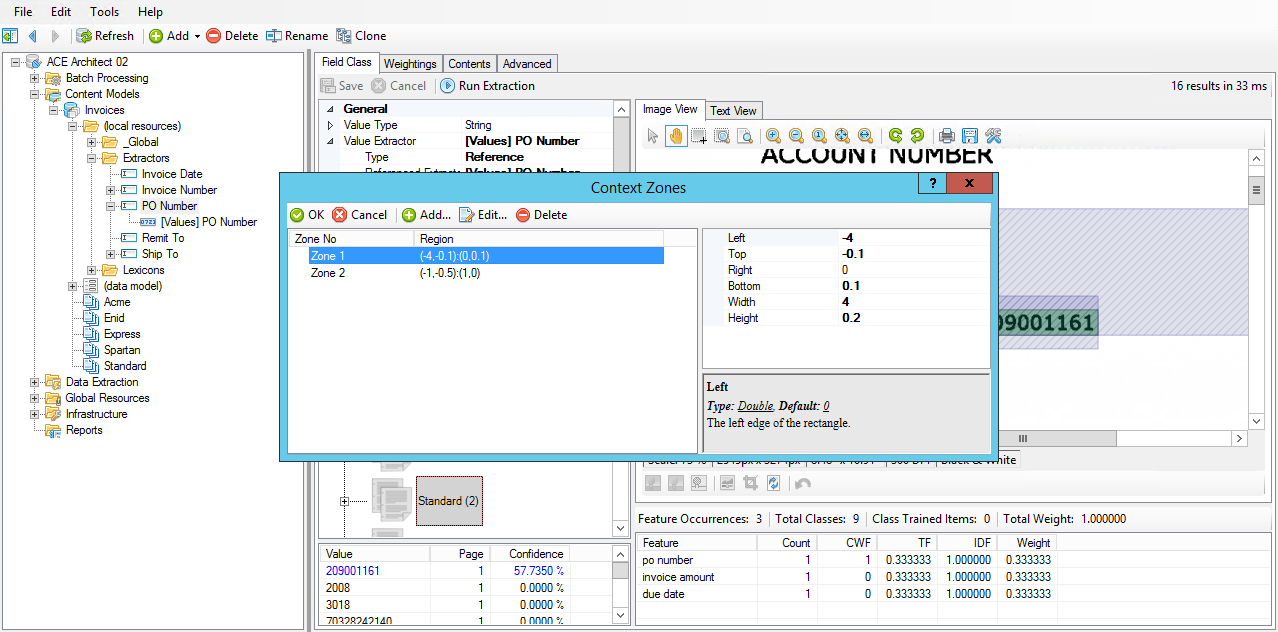 File Edit Tools Help
Refresh Add Delete Rename Clone
ACE Architect 02
Batch Processing
Content Models
Invoices
(local resources)
_Global
Extractors
Invoice Date
Invoice Number
PO Number
[Values] PO Number
Remit To
Ship To
Lexicons
(data model)
Acme
Enid
Express
Spartan
Standard
Data Extraction
Global Resources
Infrastructure
Reports
Field Class Weightings Contents Advanced
Save Cancel Run Extraction 16 results in 33 ms
General
Value Type String
Value Extractor [Values] PO Number
Type Reference
Referenced Extract [Values] PO Number
Image View Text View
ACCOUNT NUMBER
09001161
Context Zones ? x
OK Cancel Add... Edit... Delete
Zone No Region
Zone 1 (-4,-0.1):(0,0.1)
Zone 2 (-1,-0.5):(1,0)
Left -4
Top -0.1
Right 0
Bottom 0.1
Width 4
Height 0.2
Left
Type: Double, Default: 0
The left edge of the rectangle.
Black & White
Standard (2)
Feature Occurrences: 3 Total Classes: 9 Class Trained Items: 0 Total Weight: 1.000000
Value Page Confidence
209001161 1 57.7350 %
2008 1 0.0000 %
3018 1 0.0000 %
70328242140 1 0.0000 %
Feature Count CWF TF IDF Weight
po number 1 1 0.333333 1.000000 0.333333
invoice amount 1 0 0.333333 1.000000 0.333333
due date 1 0 0.333333 1.000000 0.333333